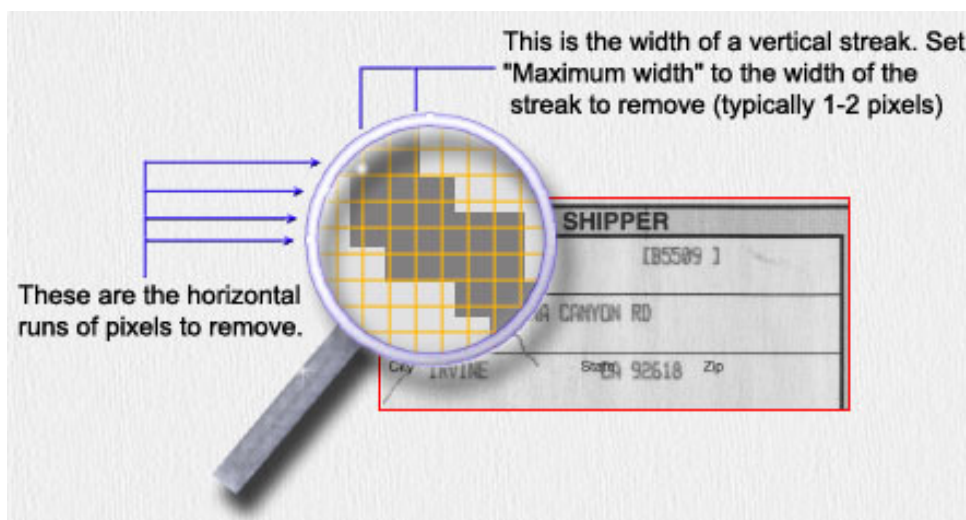 This is the width of a vertical streak. Set
"Maximum width" to the width of the
streak to remove (typically 1-2 pixels)
These are the horizontal
runs of pixels to remove.
SHIPPER
[B5509 ]
CANYON RD
City IRVINE State CA 92618 Zip